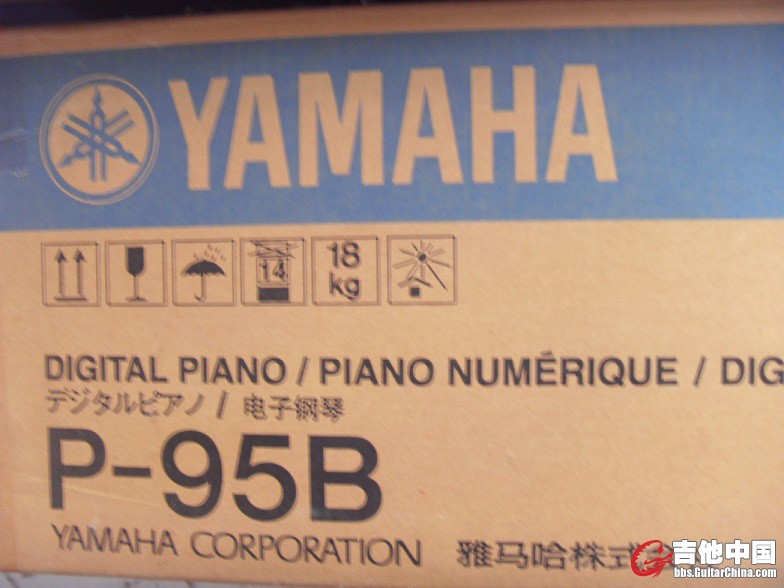 YAMAHA
14
18
kg
DIGITAL PIANO / PIANO NUMÉRIQUE / DIG
デジタルピアノ / 电子钢琴
P-95B
YAMAHA CORPORATION 雅马哈株式
吉他中国
bbs.GuitarChina.com